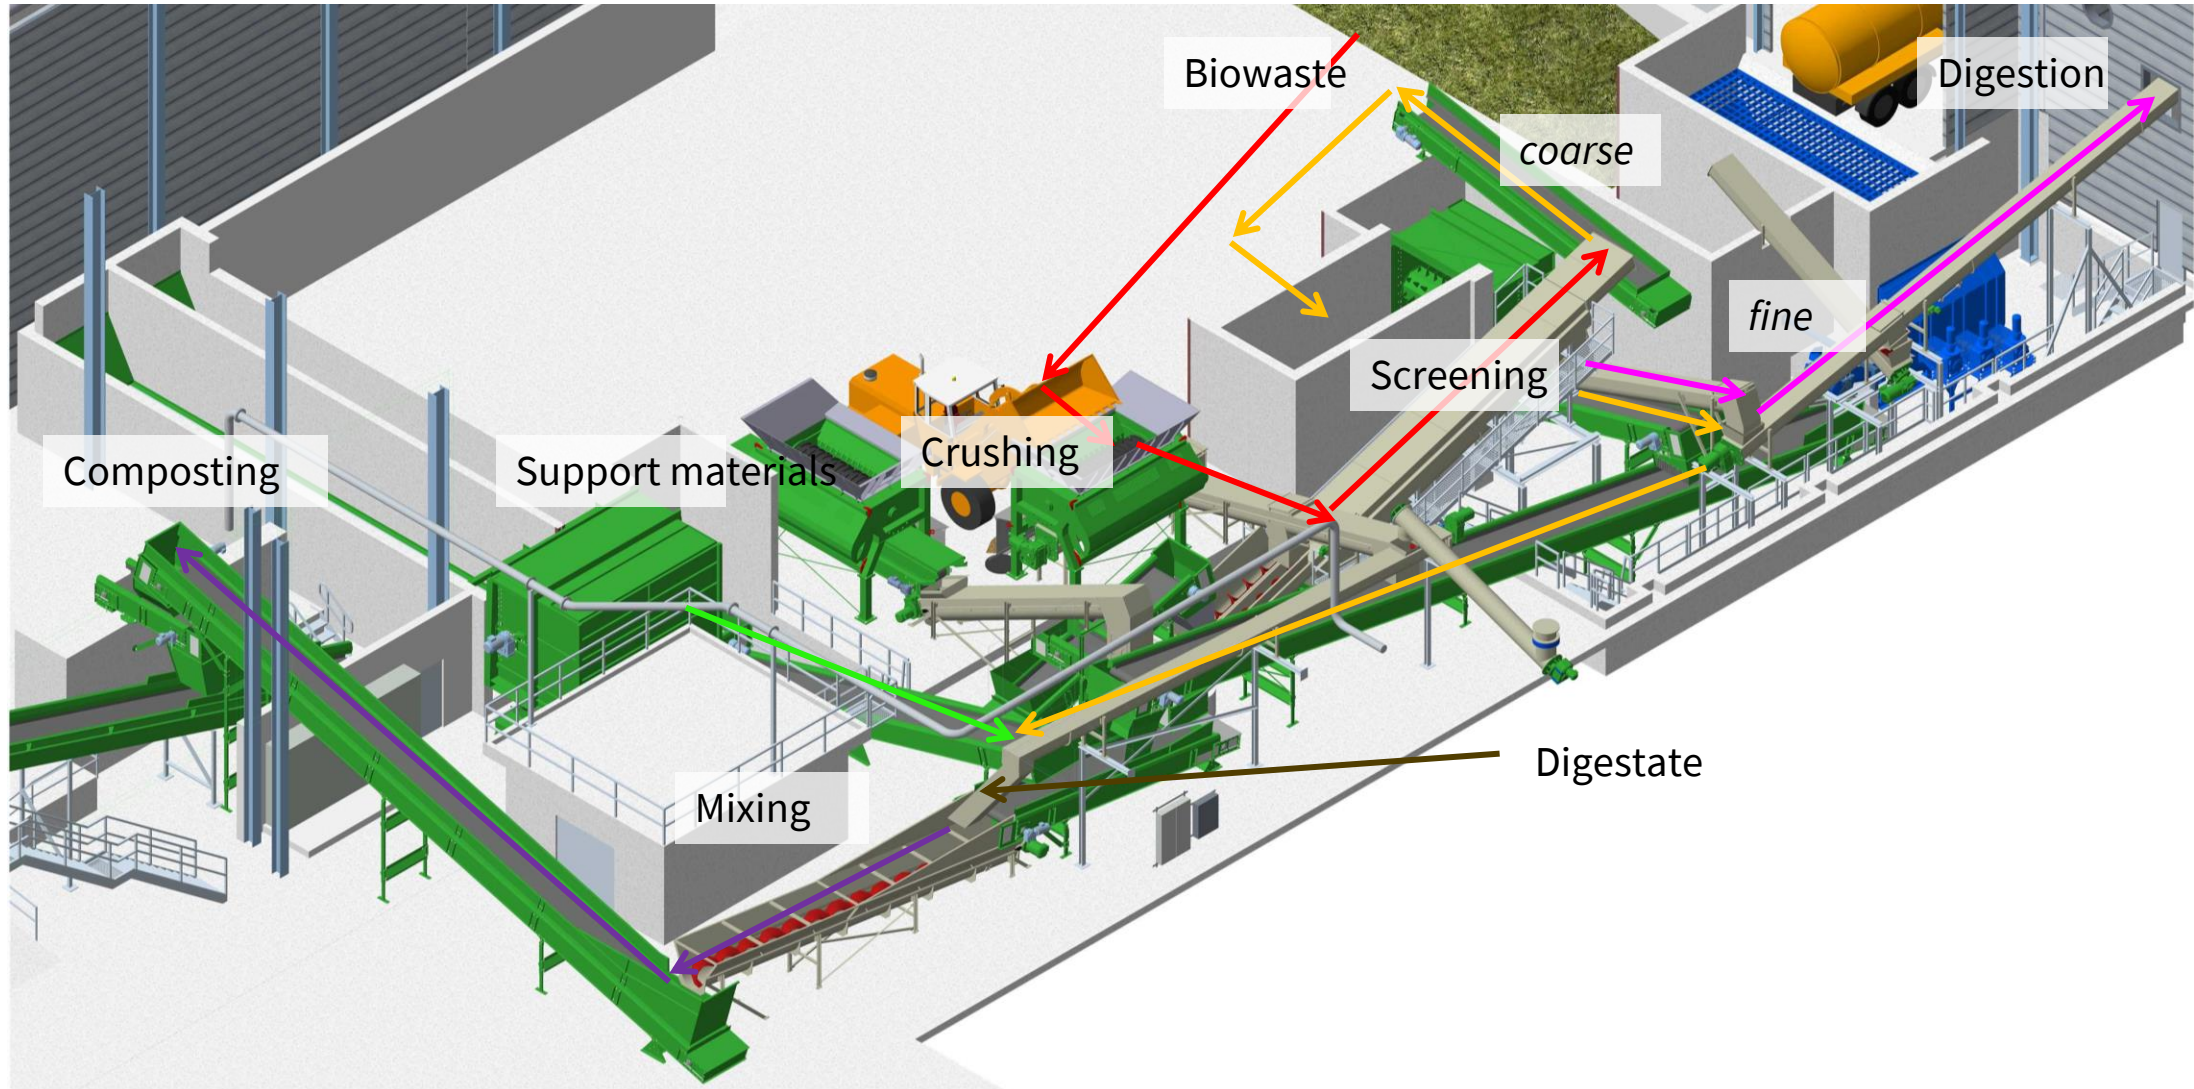 Biowaste
Digestion
coarse
fine
Screening
Crushing
Composting
Support materials
Digestate
Mixing